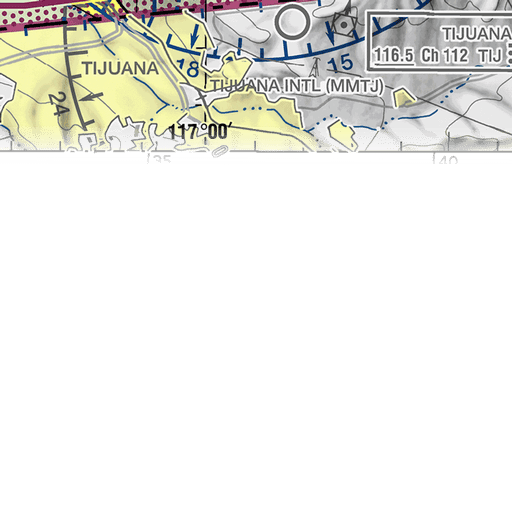 TIJUANA
116.5 Ch 112 TIJ
TIJUANA
18
15
TIJUANA INTL (MMTJ)
24
117°00'
35
40